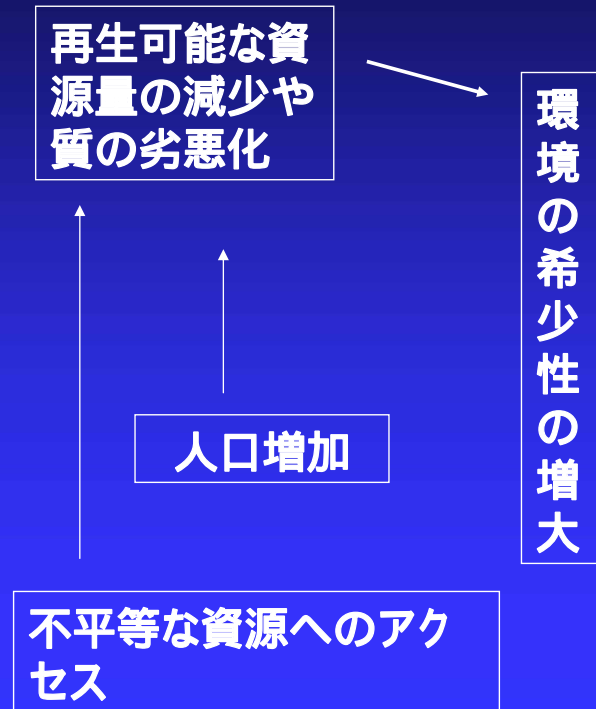 再生可能な資
源量の減少や
質の劣悪化
環境の希少性の増大
人口増加
不平等な資源へのアク
セス